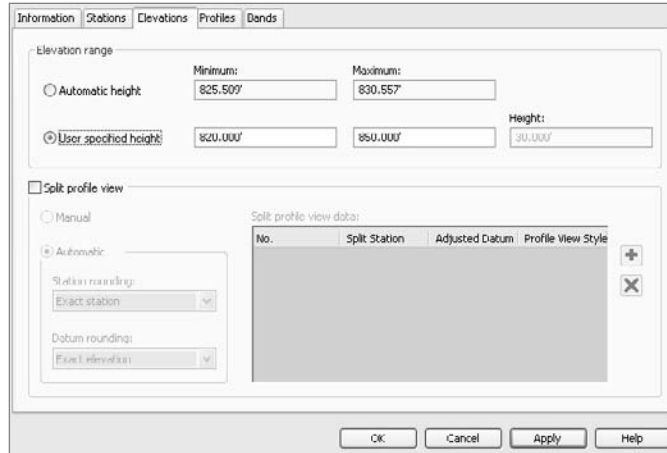 Information Stations Elevations Profiles Bands
Elevation range
Minimum: Maximum:
Automatic height 825.509' 830.557'
Height:
User specified height 820.000' 850.000' 30.000'
Split profile view
Manual Split profile view data:
No. Split Station Adjusted Datum Profile View Style
Automatic
Station rounding:
Exact station
Datum rounding:
Exact elevation
OK Cancel Apply Help